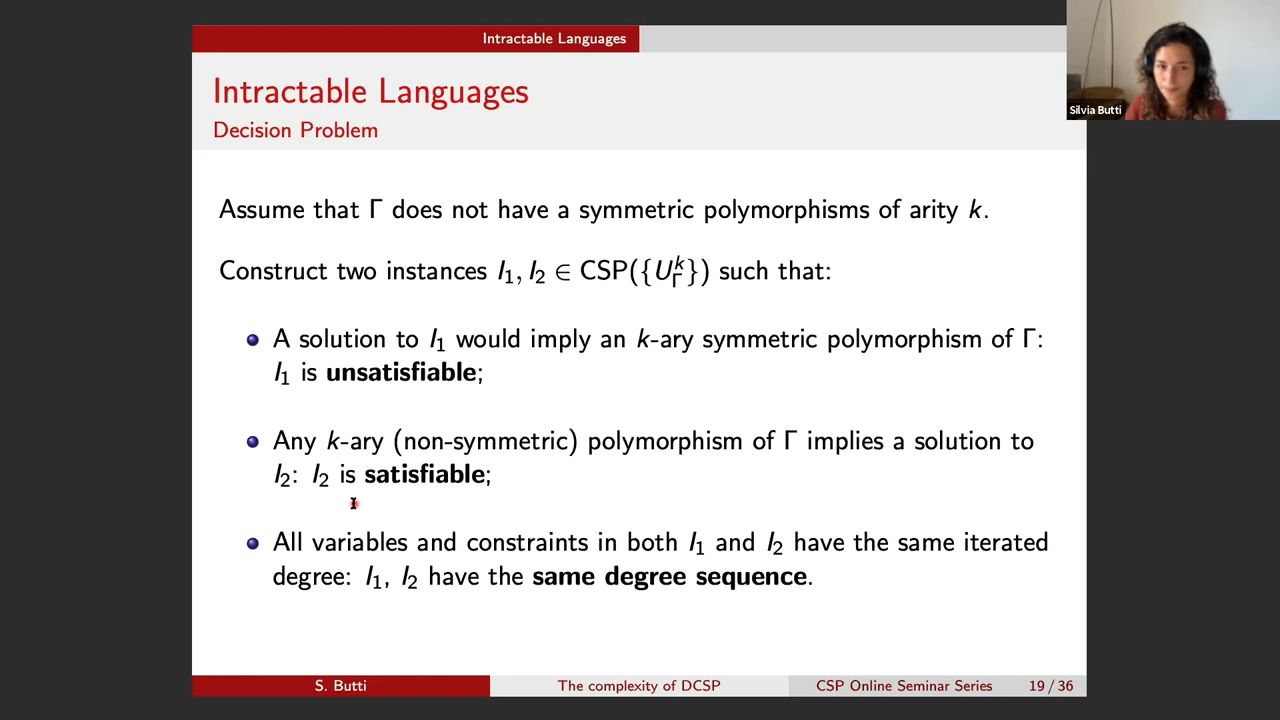 Intractable Languages
Intractable Languages
Decision Problem
Silvia Butti
Assume that Γ does not have a symmetric polymorphisms of arity k.
Construct two instances I₁, I₂ ∈ CSP({U_Γ^k}) such that:
A solution to I₁ would imply an k-ary symmetric polymorphism of Γ:
I₁ is unsatisfiable;
Any k-ary (non-symmetric) polymorphism of Γ implies a solution to
I₂: I₂ is satisfiable;
All variables and constraints in both I₁ and I₂ have the same iterated
degree: I₁, I₂ have the same degree sequence.
S. Butti
The complexity of DCSP
CSP Online Seminar Series
19 / 36